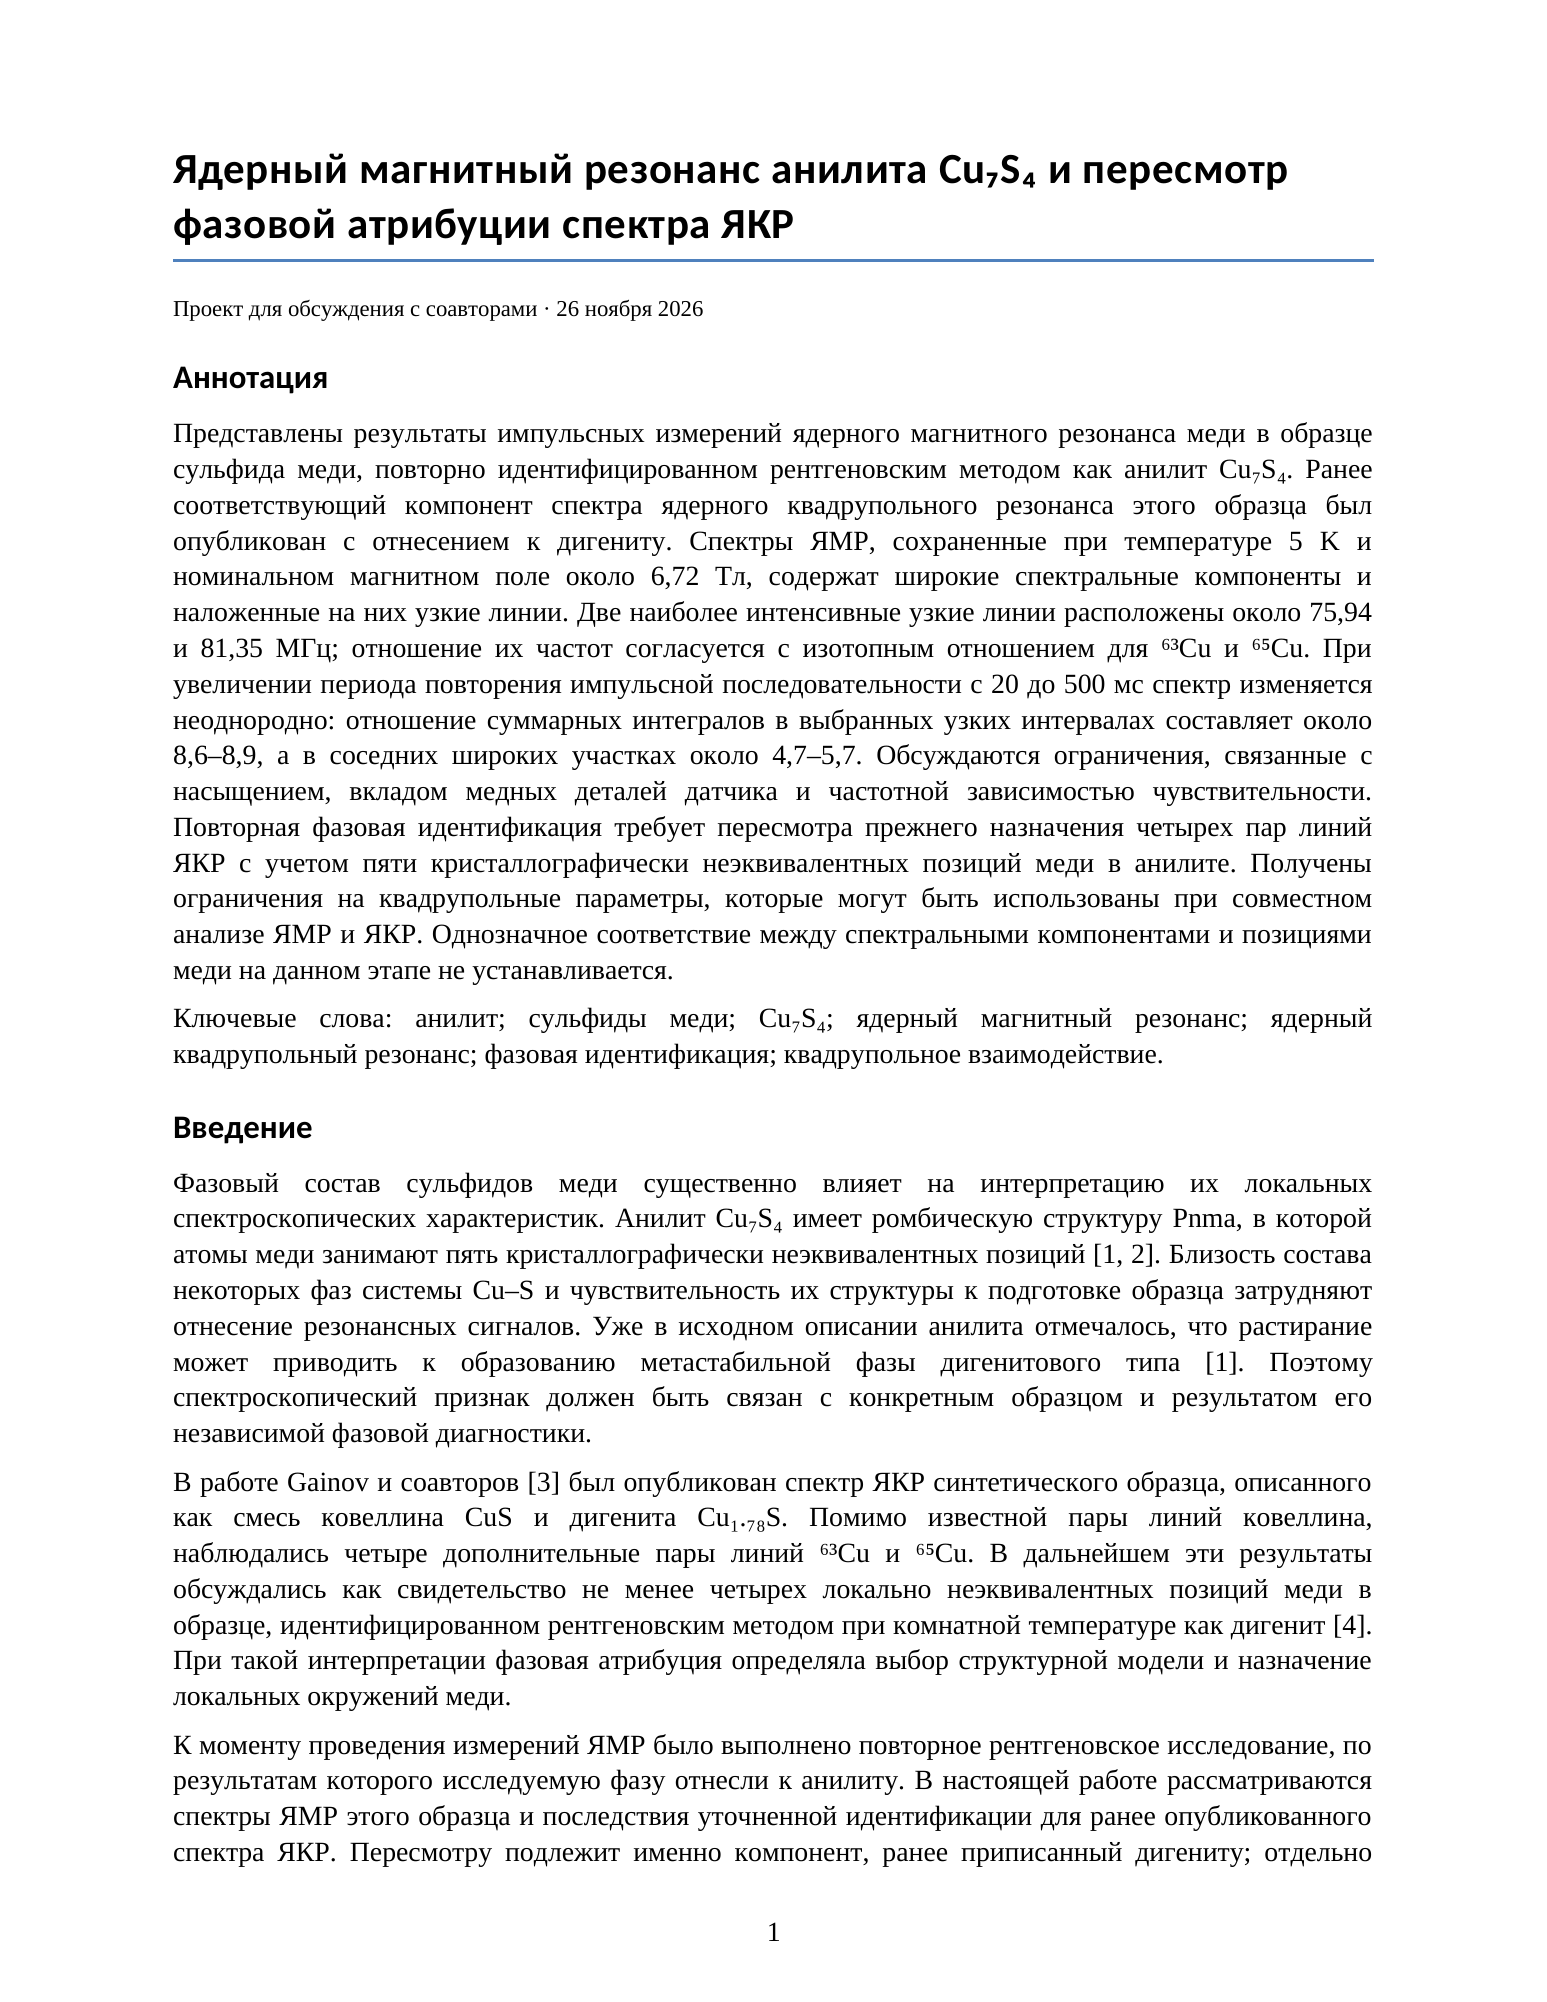 Ядерный магнитный резонанс анилита Cu₇S₄ и пересмотр
фазовой атрибуции спектра ЯКР
Проект для обсуждения с соавторами · 26 ноября 2026
Аннотация
Представлены результаты импульсных измерений ядерного магнитного резонанса меди в образце
сульфида меди, повторно идентифицированном рентгеновским методом как анилит Cu₇S₄. Ранее
соответствующий компонент спектра ядерного квадрупольного резонанса этого образца был
опубликован с отнесением к дигениту. Спектры ЯМР, сохраненные при температуре 5 K и
номинальном магнитном поле около 6,72 Тл, содержат широкие спектральные компоненты и
наложенные на них узкие линии. Две наиболее интенсивные узкие линии расположены около 75,94
и 81,35 МГц; отношение их частот согласуется с изотопным отношением для ⁶³Cu и ⁶⁵Cu. При
увеличении периода повторения импульсной последовательности с 20 до 500 мс спектр изменяется
неоднородно: отношение суммарных интегралов в выбранных узких интервалах составляет около
8,6–8,9, а в соседних широких участках около 4,7–5,7. Обсуждаются ограничения, связанные с
насыщением, вкладом медных деталей датчика и частотной зависимостью чувствительности.
Повторная фазовая идентификация требует пересмотра прежнего назначения четырех пар линий
ЯКР с учетом пяти кристаллографически неэквивалентных позиций меди в анилите. Получены
ограничения на квадрупольные параметры, которые могут быть использованы при совместном
анализе ЯМР и ЯКР. Однозначное соответствие между спектральными компонентами и позициями
меди на данном этапе не устанавливается.
Ключевые слова: анилит; сульфиды меди; Cu₇S₄; ядерный магнитный резонанс; ядерный
квадрупольный резонанс; фазовая идентификация; квадрупольное взаимодействие.
Введение
Фазовый состав сульфидов меди существенно влияет на интерпретацию их локальных
спектроскопических характеристик. Анилит Cu₇S₄ имеет ромбическую структуру Pnma, в которой
атомы меди занимают пять кристаллографически неэквивалентных позиций [1, 2]. Близость состава
некоторых фаз системы Cu–S и чувствительность их структуры к подготовке образца затрудняют
отнесение резонансных сигналов. Уже в исходном описании анилита отмечалось, что растирание
может приводить к образованию метастабильной фазы дигенитового типа [1]. Поэтому
спектроскопический признак должен быть связан с конкретным образцом и результатом его
независимой фазовой диагностики.
В работе Gainov и соавторов [3] был опубликован спектр ЯКР синтетического образца, описанного
как смесь ковеллина CuS и дигенита Cu₁.₇₈S. Помимо известной пары линий ковеллина,
наблюдались четыре дополнительные пары линий ⁶³Cu и ⁶⁵Cu. В дальнейшем эти результаты
обсуждались как свидетельство не менее четырех локально неэквивалентных позиций меди в
образце, идентифицированном рентгеновским методом при комнатной температуре как дигенит [4].
При такой интерпретации фазовая атрибуция определяла выбор структурной модели и назначение
локальных окружений меди.
К моменту проведения измерений ЯМР было выполнено повторное рентгеновское исследование, по
результатам которого исследуемую фазу отнесли к анилиту. В настоящей работе рассматриваются
спектры ЯМР этого образца и последствия уточненной идентификации для ранее опубликованного
спектра ЯКР. Пересмотру подлежит именно компонент, ранее приписанный дигениту; отдельно
1